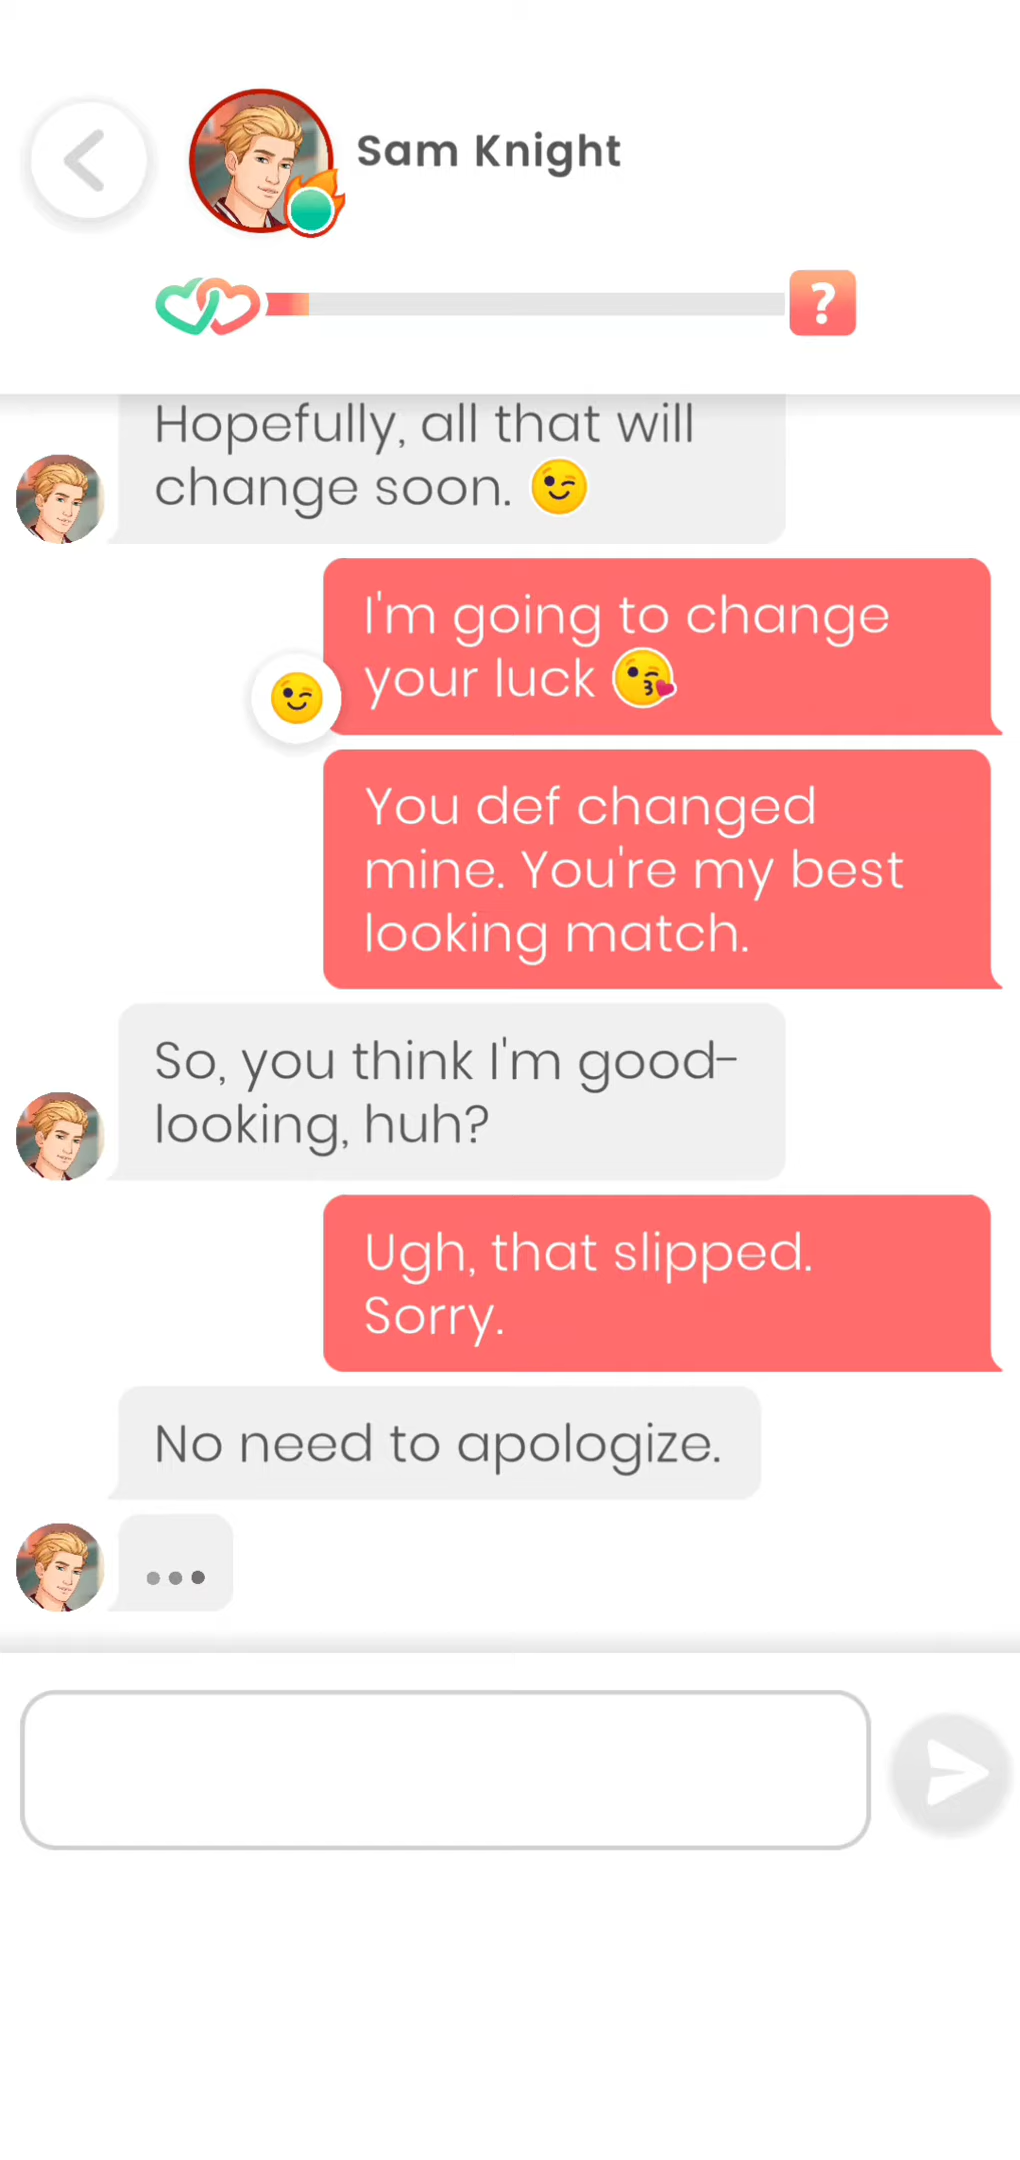 Sam Knight
?
Hopefully, all that will
change soon. 😉
I'm going to change
your luck 😘
😉
You def changed
mine. You're my best
looking match.
So, you think I'm good-
looking, huh?
Ugh, that slipped.
Sorry.
No need to apologize.
...